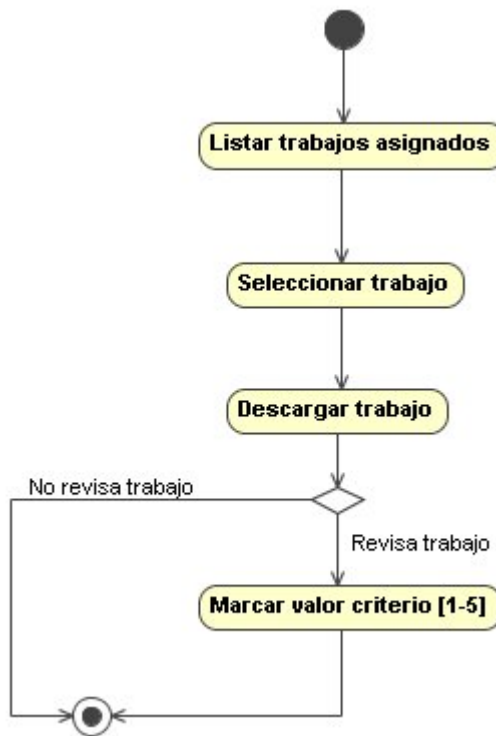 Listar trabajos asignados
Seleccionar trabajo
Descargar trabajo
No revisa trabajo
Revisa trabajo
Marcar valor criterio [1-5]